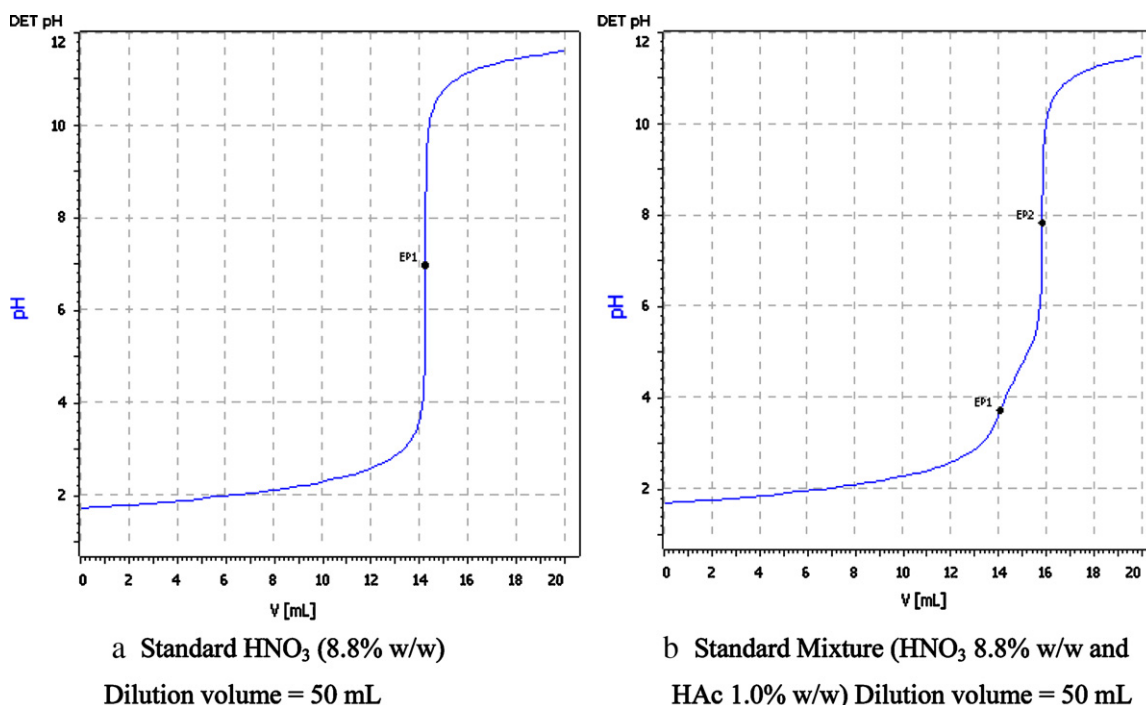 DET pH
12
10
8
6
4
2
pH
EP1
0 2 4 6 8 10 12 14 16 18 20
V [mL]
a Standard HNO₃ (8.8% w/w)
Dilution volume = 50 mL
DET pH
12
10
8
6
4
2
pH
EP2
EP1
0 2 4 6 8 10 12 14 16 18 20
V [mL]
b Standard Mixture (HNO₃ 8.8% w/w and
HAc 1.0% w/w) Dilution volume = 50 mL